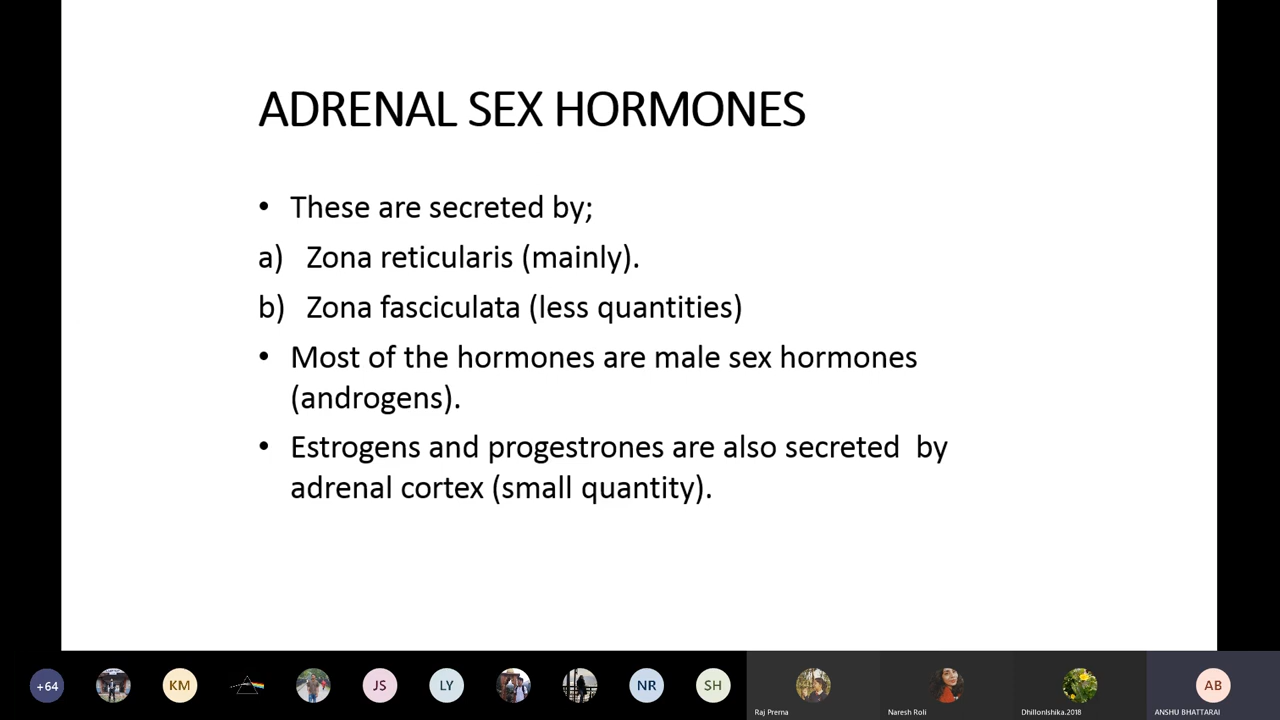 ADRENAL SEX HORMONES
• These are secreted by;
a) Zona reticularis (mainly).
b) Zona fasciculata (less quantities)
• Most of the hormones are male sex hormones
(androgens).
• Estrogens and progestrones are also secreted by
adrenal cortex (small quantity).
+64
KM
JS
LY
NR
SH
AB
Raj Prerna
Naresh Roli
DhillonIshika.2018
ANSHU BHATTARAI